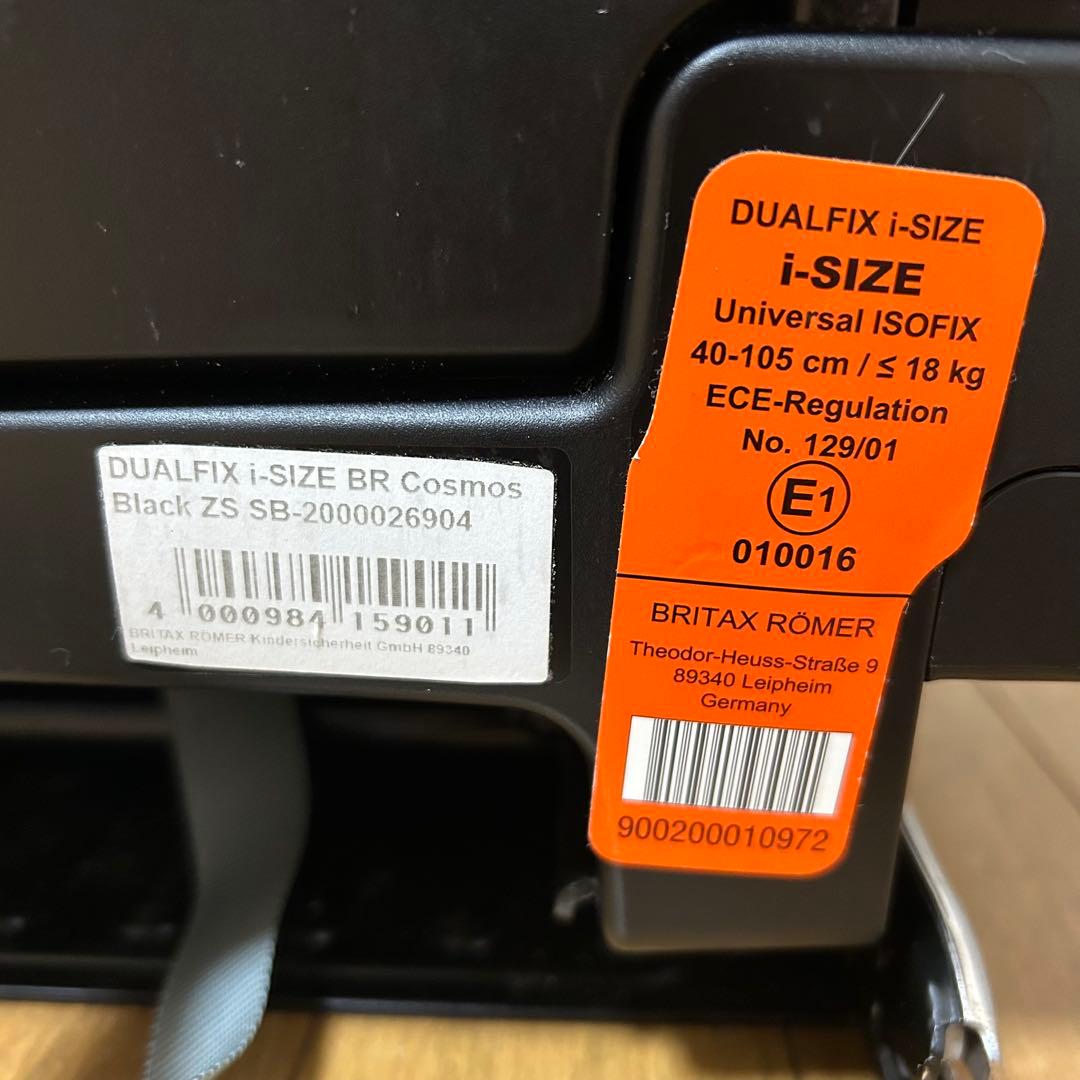 DUALFIX i-SIZE BR Cosmos
Black ZS SB-2000026904
4 000984 159011
BRITAX RÖMER Kindersicherheit GmbH 89340
Leipheim
DUALFIX i-SIZE
i-SIZE
Universal ISOFIX
40-105 cm / ≤ 18 kg
ECE-Regulation
No. 129/01
E1
010016
BRITAX RÖMER
Theodor-Heuss-Straße 9
89340 Leipheim
Germany
900200010972